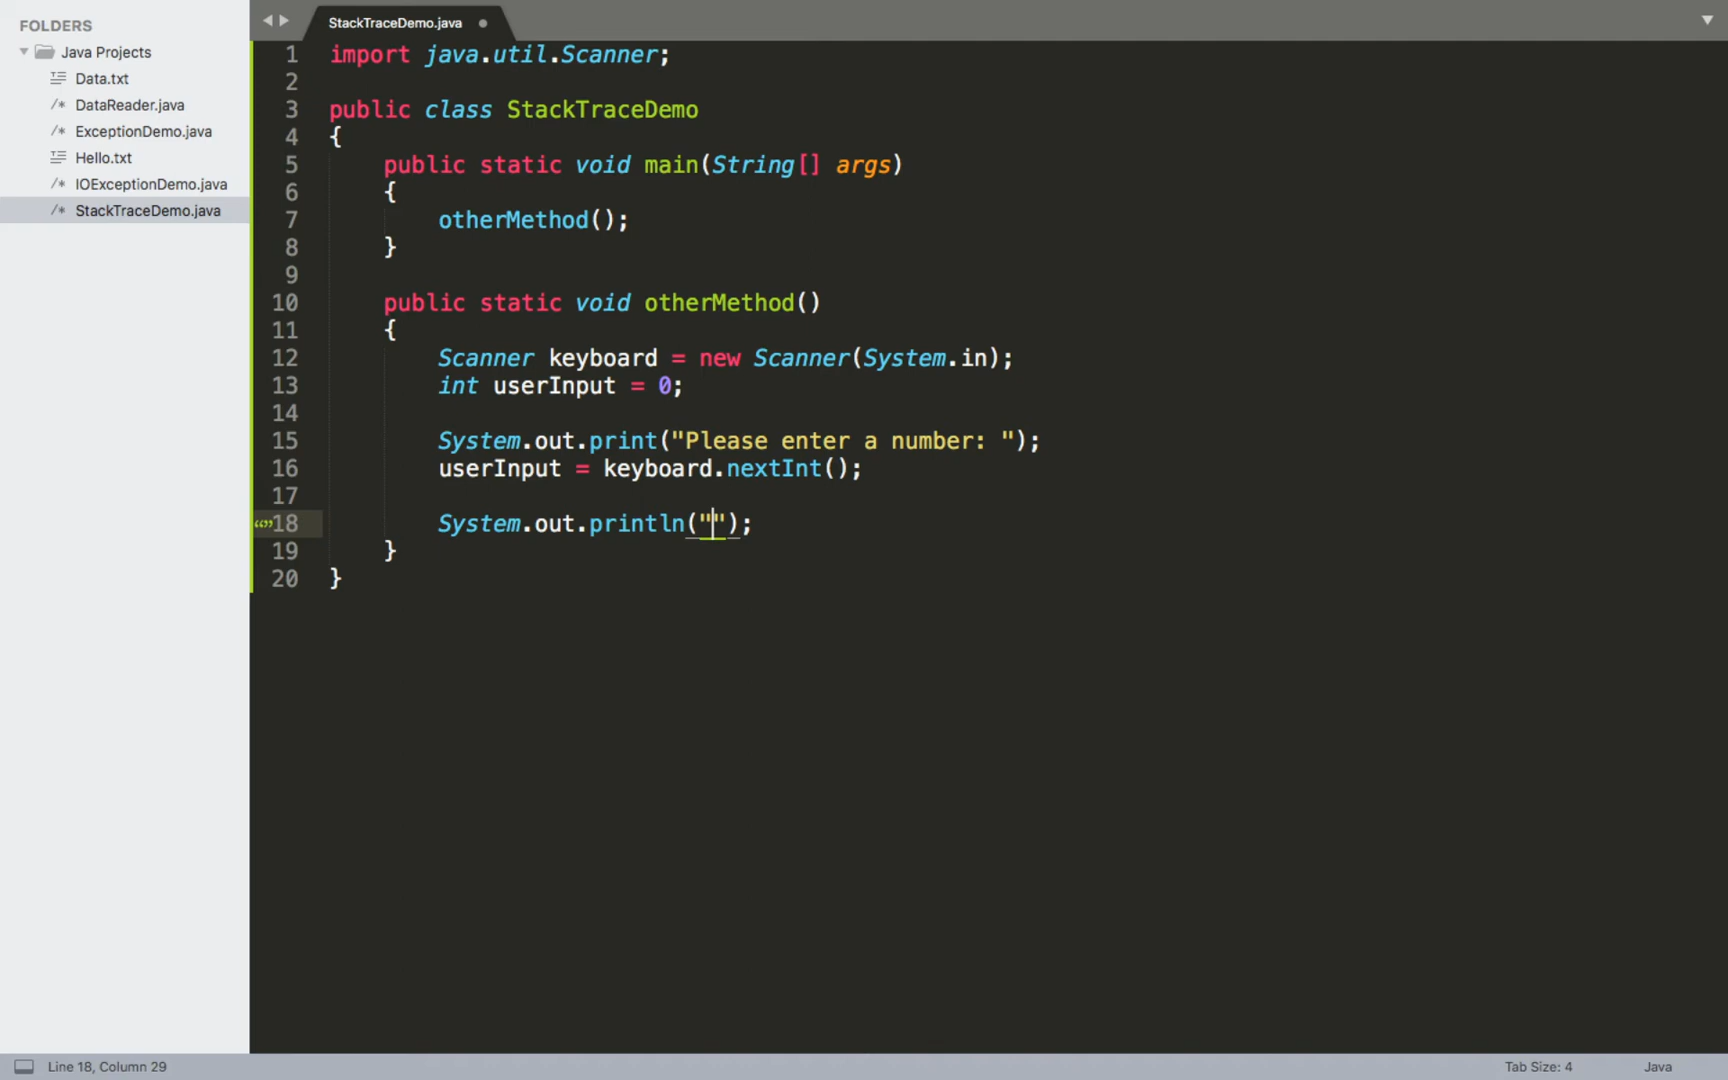 FOLDERS
Java Projects
Data.txt
DataReader.java
ExceptionDemo.java
Hello.txt
IOExceptionDemo.java
StackTraceDemo.java
StackTraceDemo.java
1 import java.util.Scanner;
2
3 public class StackTraceDemo
4 {
5 public static void main(String[] args)
6 {
7 otherMethod();
8 }
9
10 public static void otherMethod()
11 {
12 Scanner keyboard = new Scanner(System.in);
13 int userInput = 0;
14
15 System.out.print("Please enter a number: ");
16 userInput = keyboard.nextInt();
17
18 System.out.println("");
19 }
20 }
Line 18, Column 29
Tab Size: 4
Java